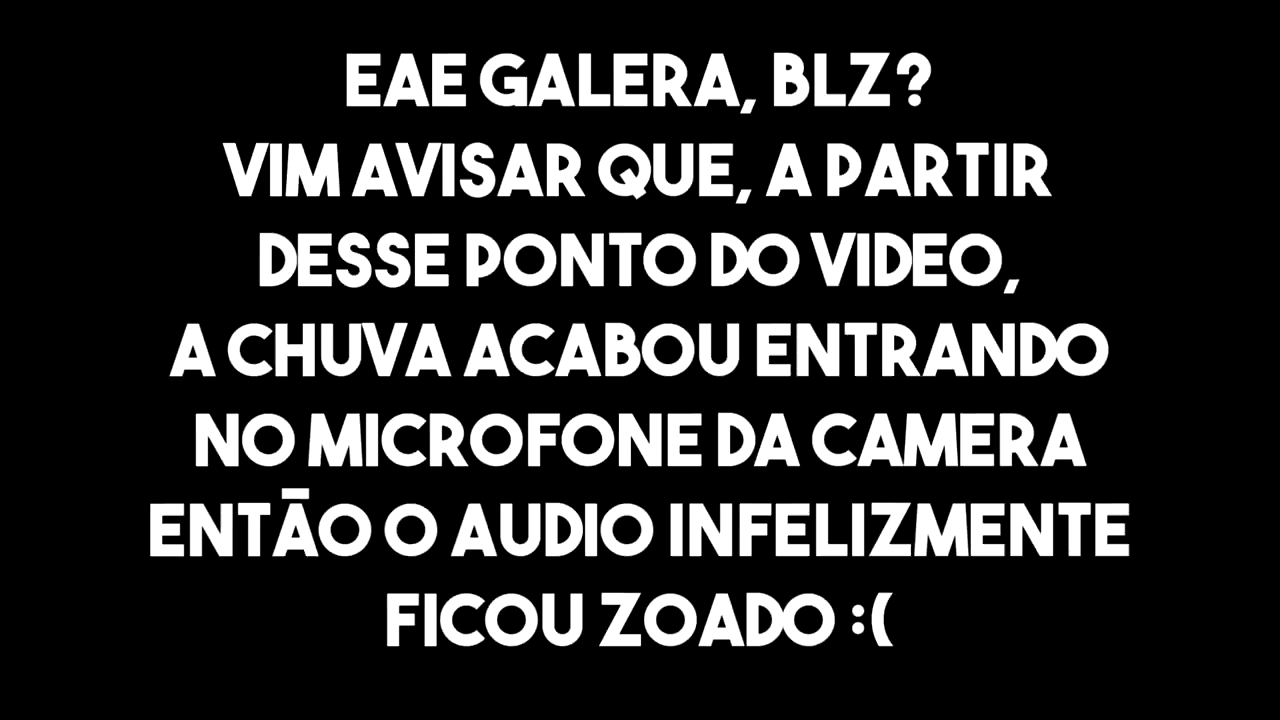 EAE GALERA, BLZ?
VIM AVISAR QUE, A PARTIR
DESSE PONTO DO VIDEO,
A CHUVA ACABOU ENTRANDO
NO MICROFONE DA CAMERA
ENTÃO O AUDIO INFELIZMENTE
FICOU ZOADO :(